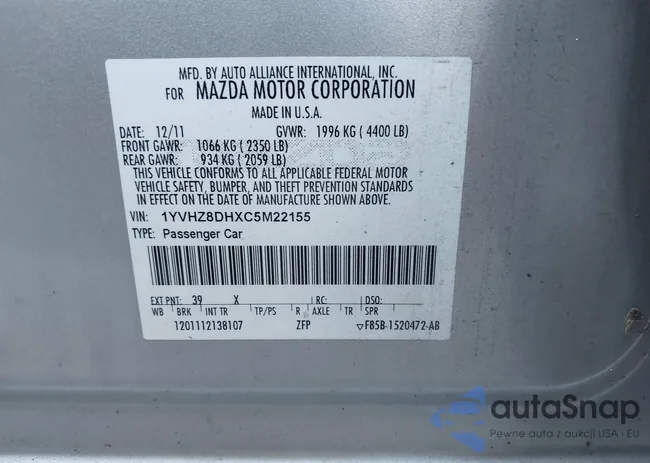 MFD. BY AUTO ALLIANCE INTERNATIONAL, INC.
FOR MAZDA MOTOR CORPORATION
MADE IN U.S.A.
DATE: 12/11 GVWR: 1996 KG ( 4400 LB)
FRONT GAWR: 1066 KG ( 2350 LB)
REAR GAWR: 934 KG ( 2059 LB)
THIS VEHICLE CONFORMS TO ALL APPLICABLE FEDERAL MOTOR
VEHICLE SAFETY, BUMPER, AND THEFT PREVENTION STANDARDS
IN EFFECT ON THE DATE OF MANUFACTURE SHOWN ABOVE.
VIN: 1YVHZ8DHXC5M22155
TYPE: Passenger Car
EXT PNT: 39 X RC: DSO:
WB BRK INT TR TP/PS R AXLE TR SPR
1201112138107 ZFP F85B-1520472-AB
autoSnap
Pewne auta z aukcji USA i EU